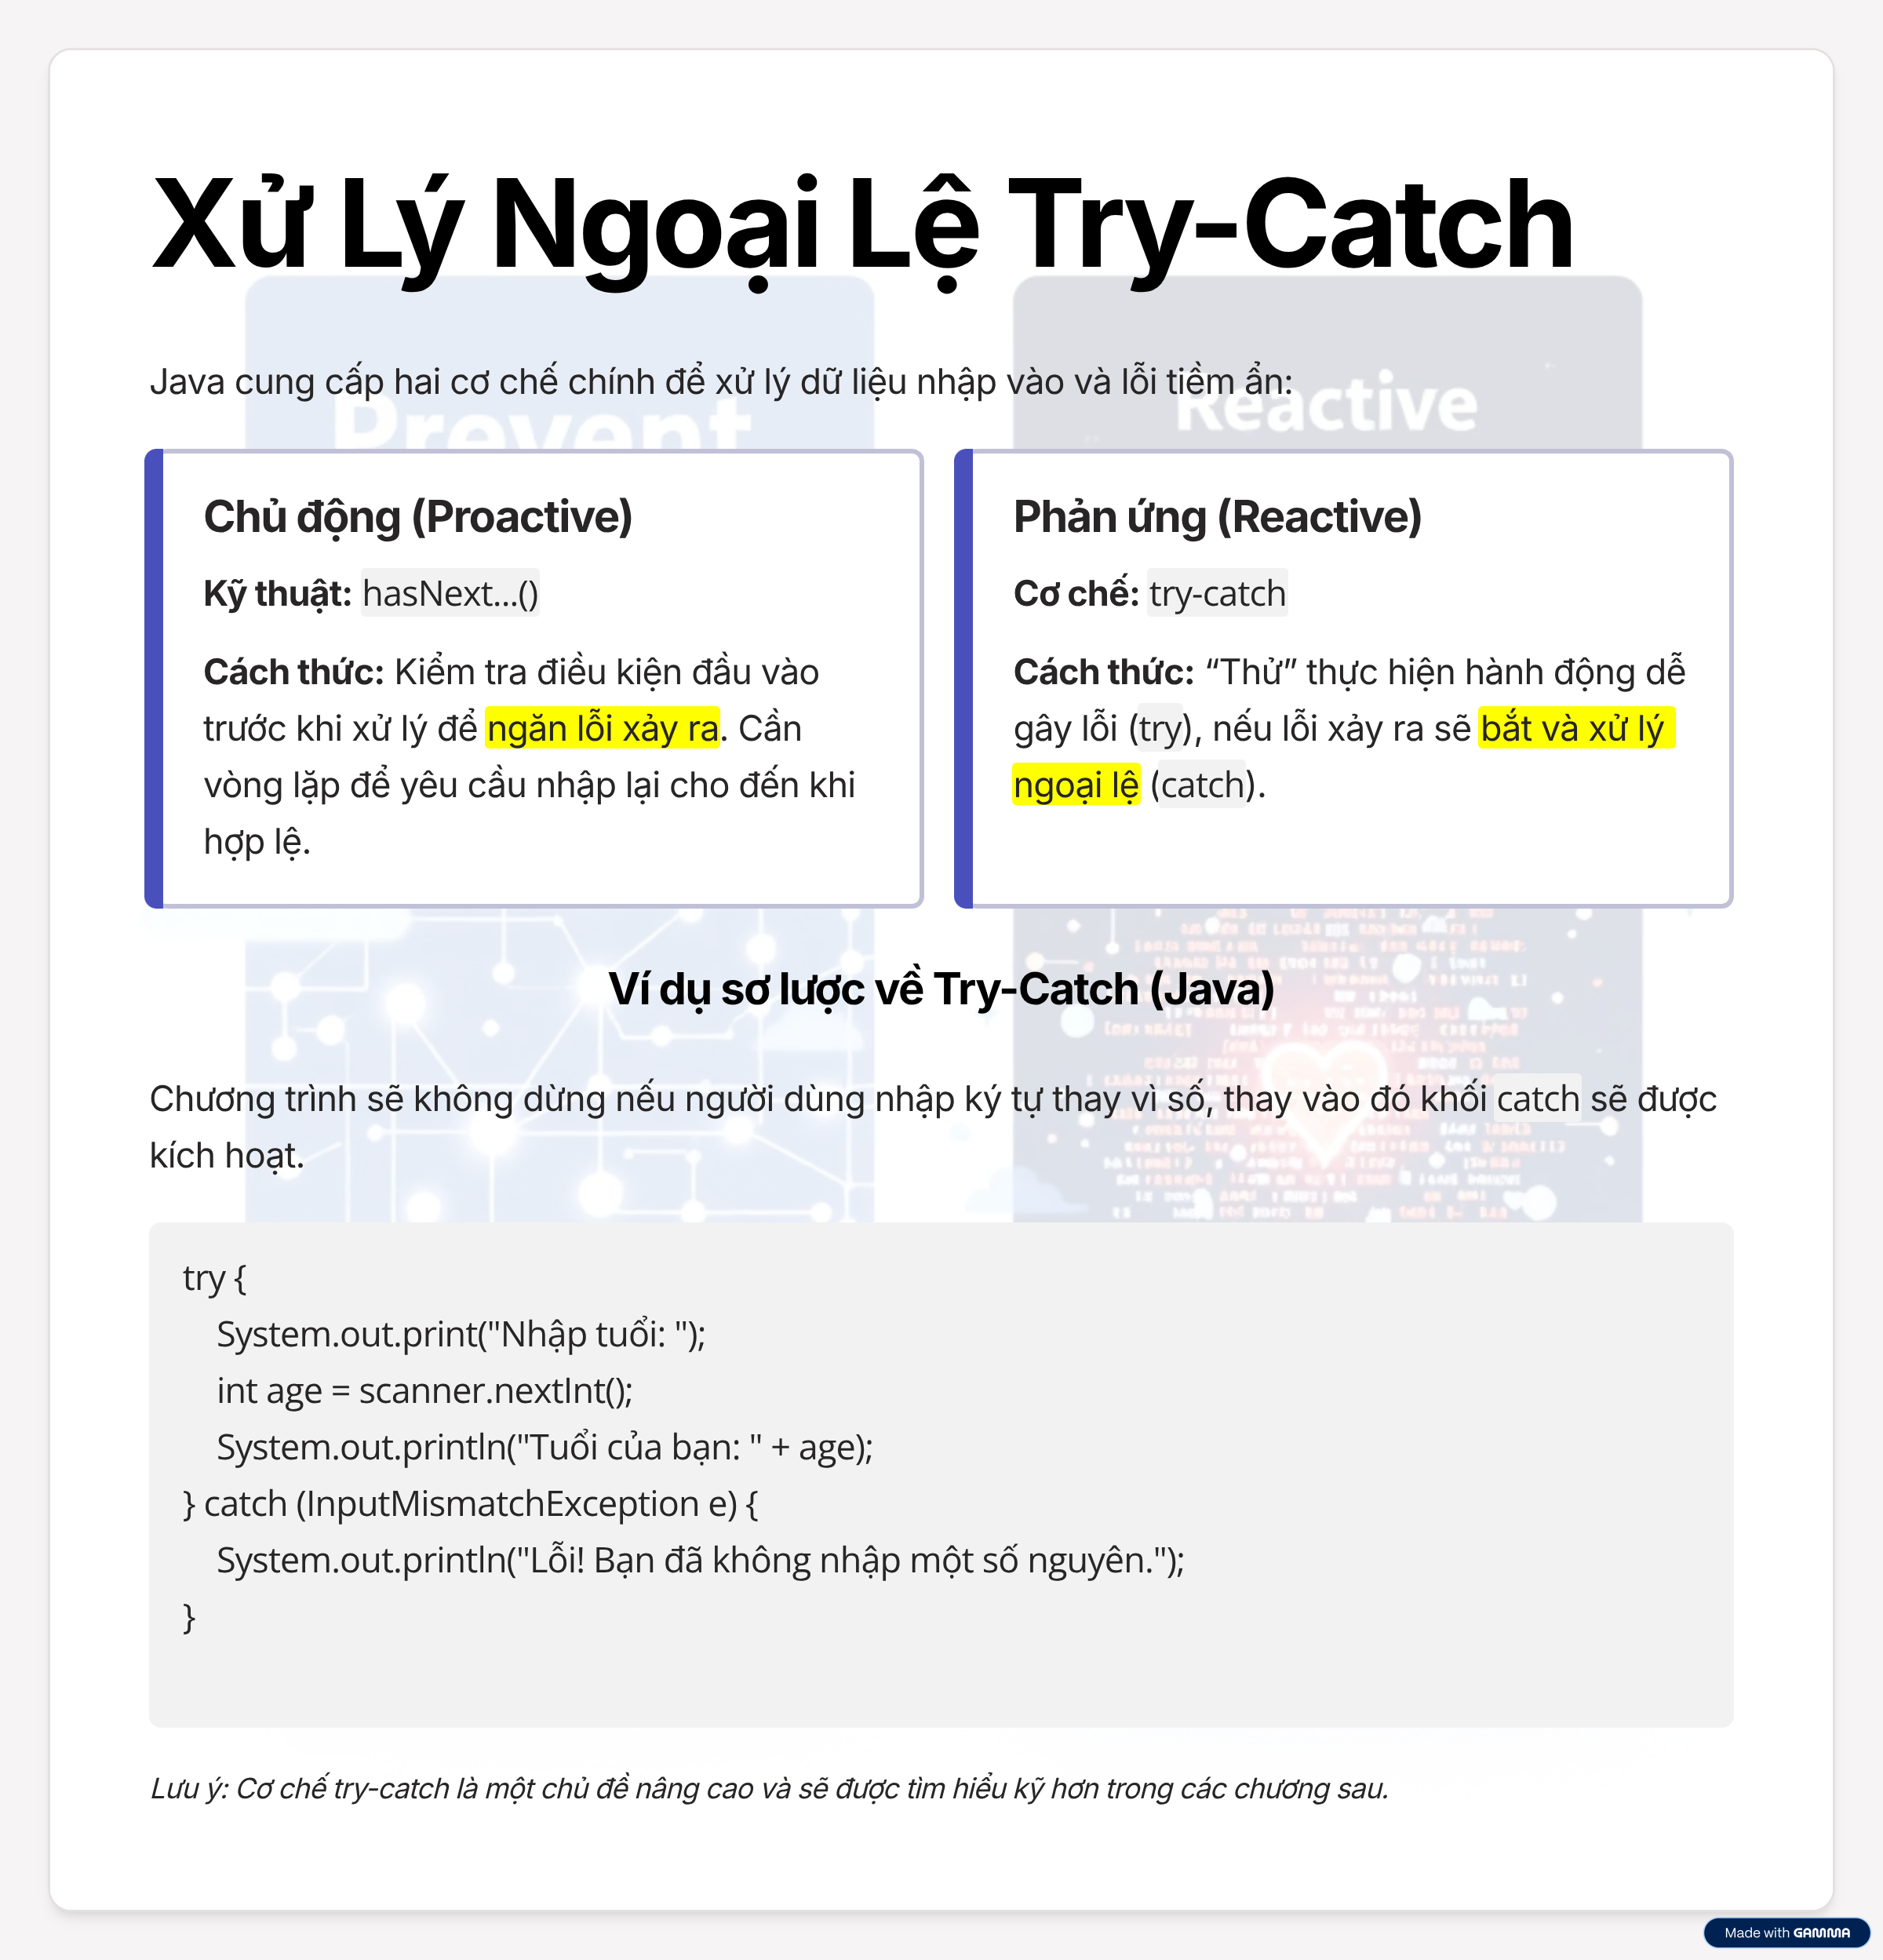 Xử Lý Ngoại Lệ Try-Catch
Java cung cấp hai cơ chế chính để xử lý dữ liệu nhập vào và lỗi tiềm ẩn:
Prevent
Reactive
Chủ động (Proactive)
Kỹ thuật: hasNext...()
Cách thức: Kiểm tra điều kiện đầu vào
trước khi xử lý để ngăn lỗi xảy ra. Cần
vòng lặp để yêu cầu nhập lại cho đến khi
hợp lệ.
Phản ứng (Reactive)
Cơ chế: try-catch
Cách thức: “Thử” thực hiện hành động dễ
gây lỗi (try), nếu lỗi xảy ra sẽ bắt và xử lý
ngoại lệ (catch).
Ví dụ sơ lược về Try-Catch (Java)
Chương trình sẽ không dừng nếu người dùng nhập ký tự thay vì số, thay vào đó khối catch sẽ được
kích hoạt.
try {
    System.out.print("Nhập tuổi: ");
    int age = scanner.nextInt();
    System.out.println("Tuổi của bạn: " + age);
} catch (InputMismatchException e) {
    System.out.println("Lỗi! Bạn đã không nhập một số nguyên.");
}
Lưu ý: Cơ chế try-catch là một chủ đề nâng cao và sẽ được tìm hiểu kỹ hơn trong các chương sau.
Made with GAMMA